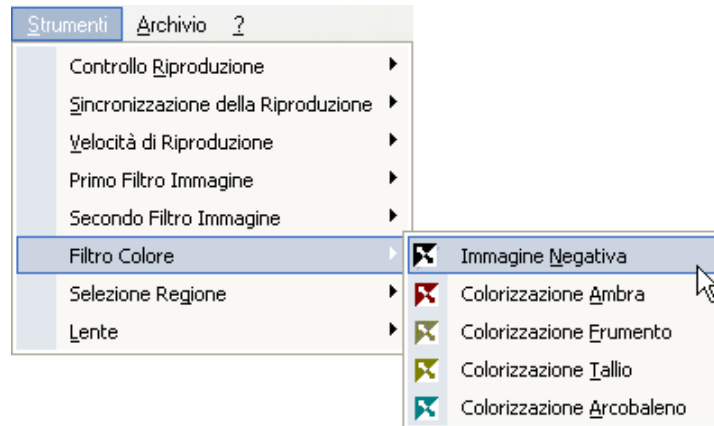 Strumenti Archivio ?
Controllo Riproduzione
Sincronizzazione della Riproduzione
Velocità di Riproduzione
Primo Filtro Immagine
Secondo Filtro Immagine
Filtro Colore
Selezione Regione
Lente
Immagine Negativa
Colorizzazione Ambra
Colorizzazione Frumento
Colorizzazione Tallio
Colorizzazione Arcobaleno